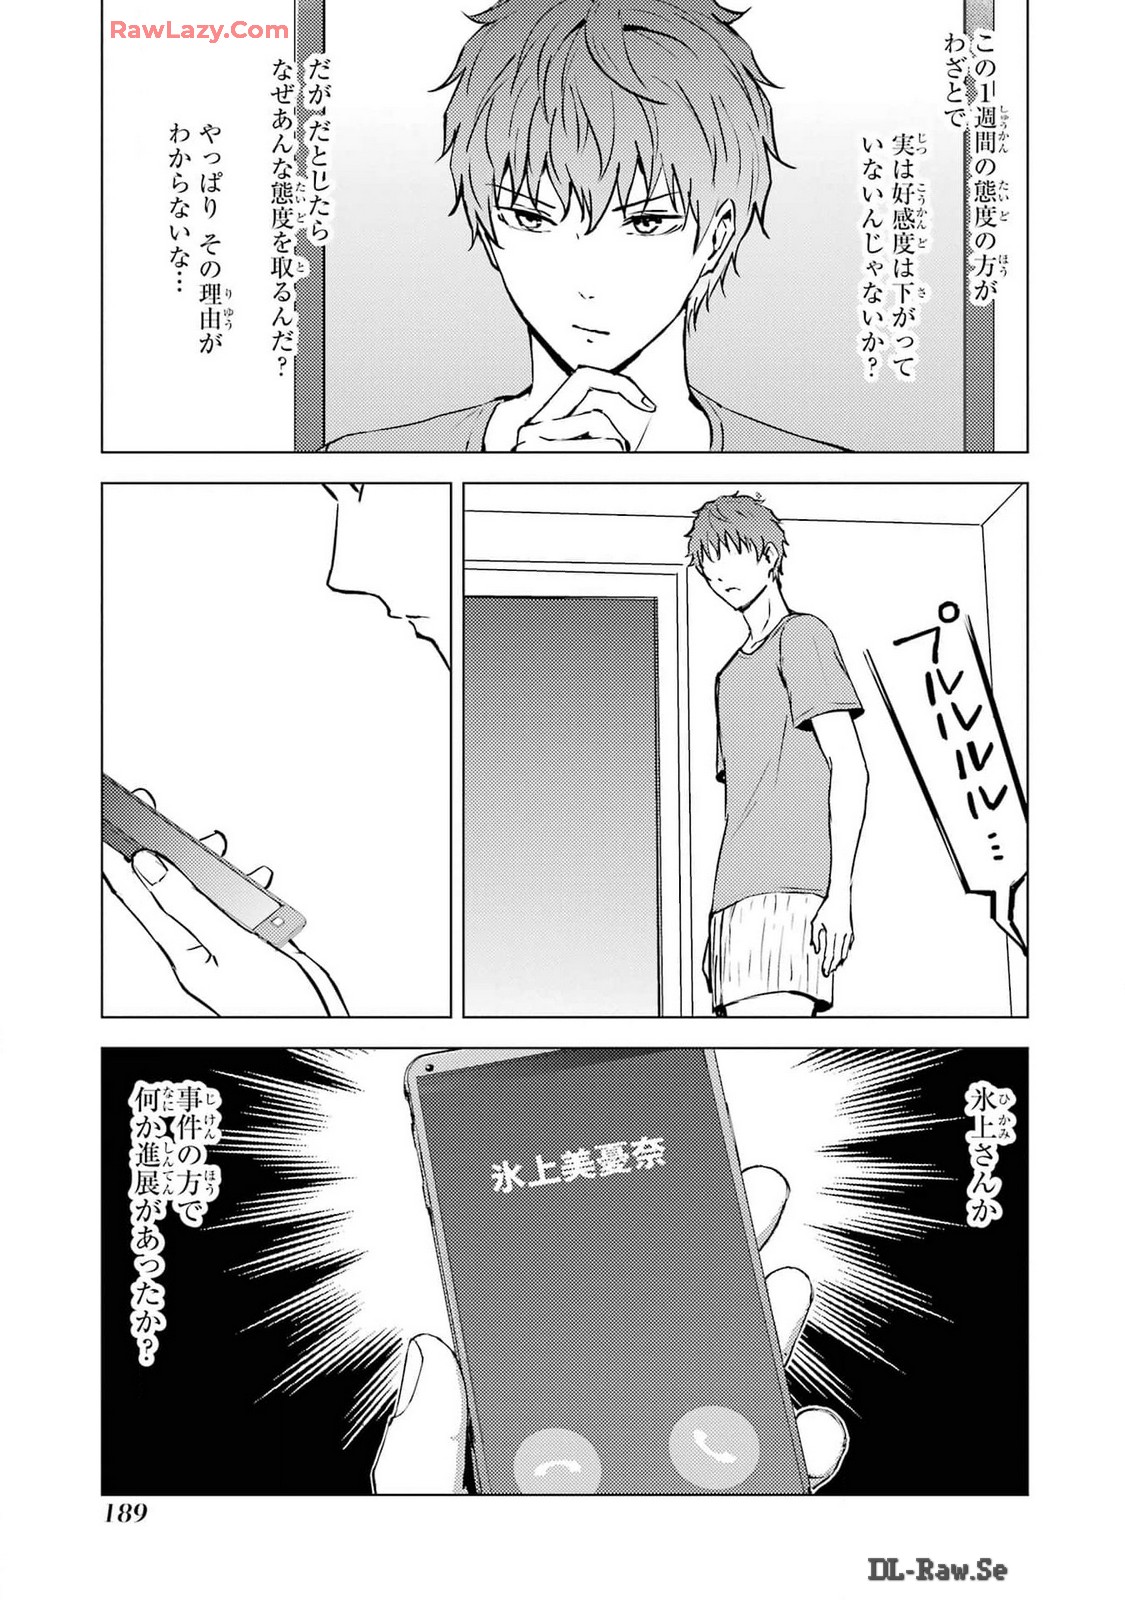 RawLazy.Com
この1週間の態度の方が
わざとで
実は好感度は下がって
いないんじゃないか?
だが だとしたら
なぜあんな態度を取るんだ?
やっぱり その理由が
わからないな…
プルルルル…
氷上さんか
氷上美憂奈
事件の方で
何か進展があったか?
189
DL-Raw.Se